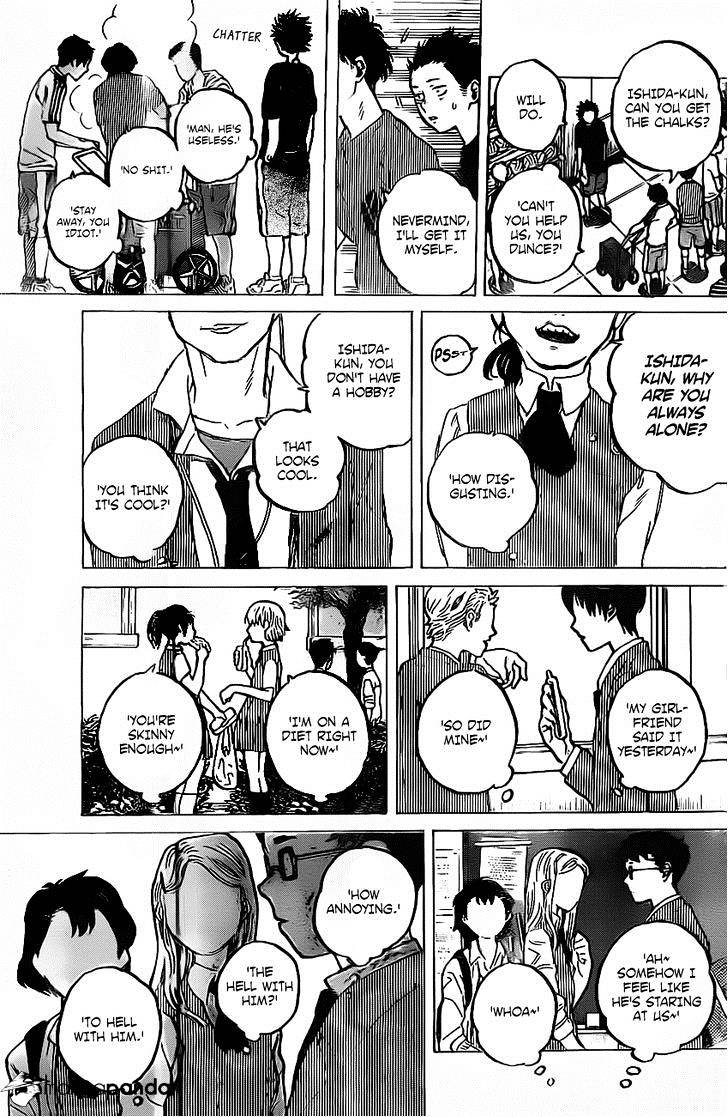 ISHIDA-KUN,
CAN YOU GET
THE CHALKS?
WILL
DO.
'CAN'T
YOU HELP
US, YOU
DUNCE?'
NEVERMIND,
I'LL GET IT
MYSELF.
CHATTER
'MAN, HE'S
USELESS.'
'NO SHIT.'
'STAY
AWAY, YOU
IDIOT.'
ISHIDA-
KUN, WHY
ARE YOU
ALWAYS
ALONE?
PSST
'HOW DIS-
GUSTING.'
ISHIDA-
KUN, YOU
DON'T HAVE
A HOBBY?
THAT
LOOKS
COOL.
'YOU THINK
IT'S COOL?'
'MY GIRL-
FRIEND
SAID IT
YESTERDAY~'
'SO DID
MINE~'
'I'M ON A
DIET RIGHT
NOW~'
'YOU'RE
SKINNY
ENOUGH~'
'AH~
SOMEHOW I
FEEL LIKE
HE'S STARING
AT US~'
'WHOA~'
'HOW
ANNOYING.'
'THE
HELL WITH
HIM?'
'TO HELL
WITH HIM.'